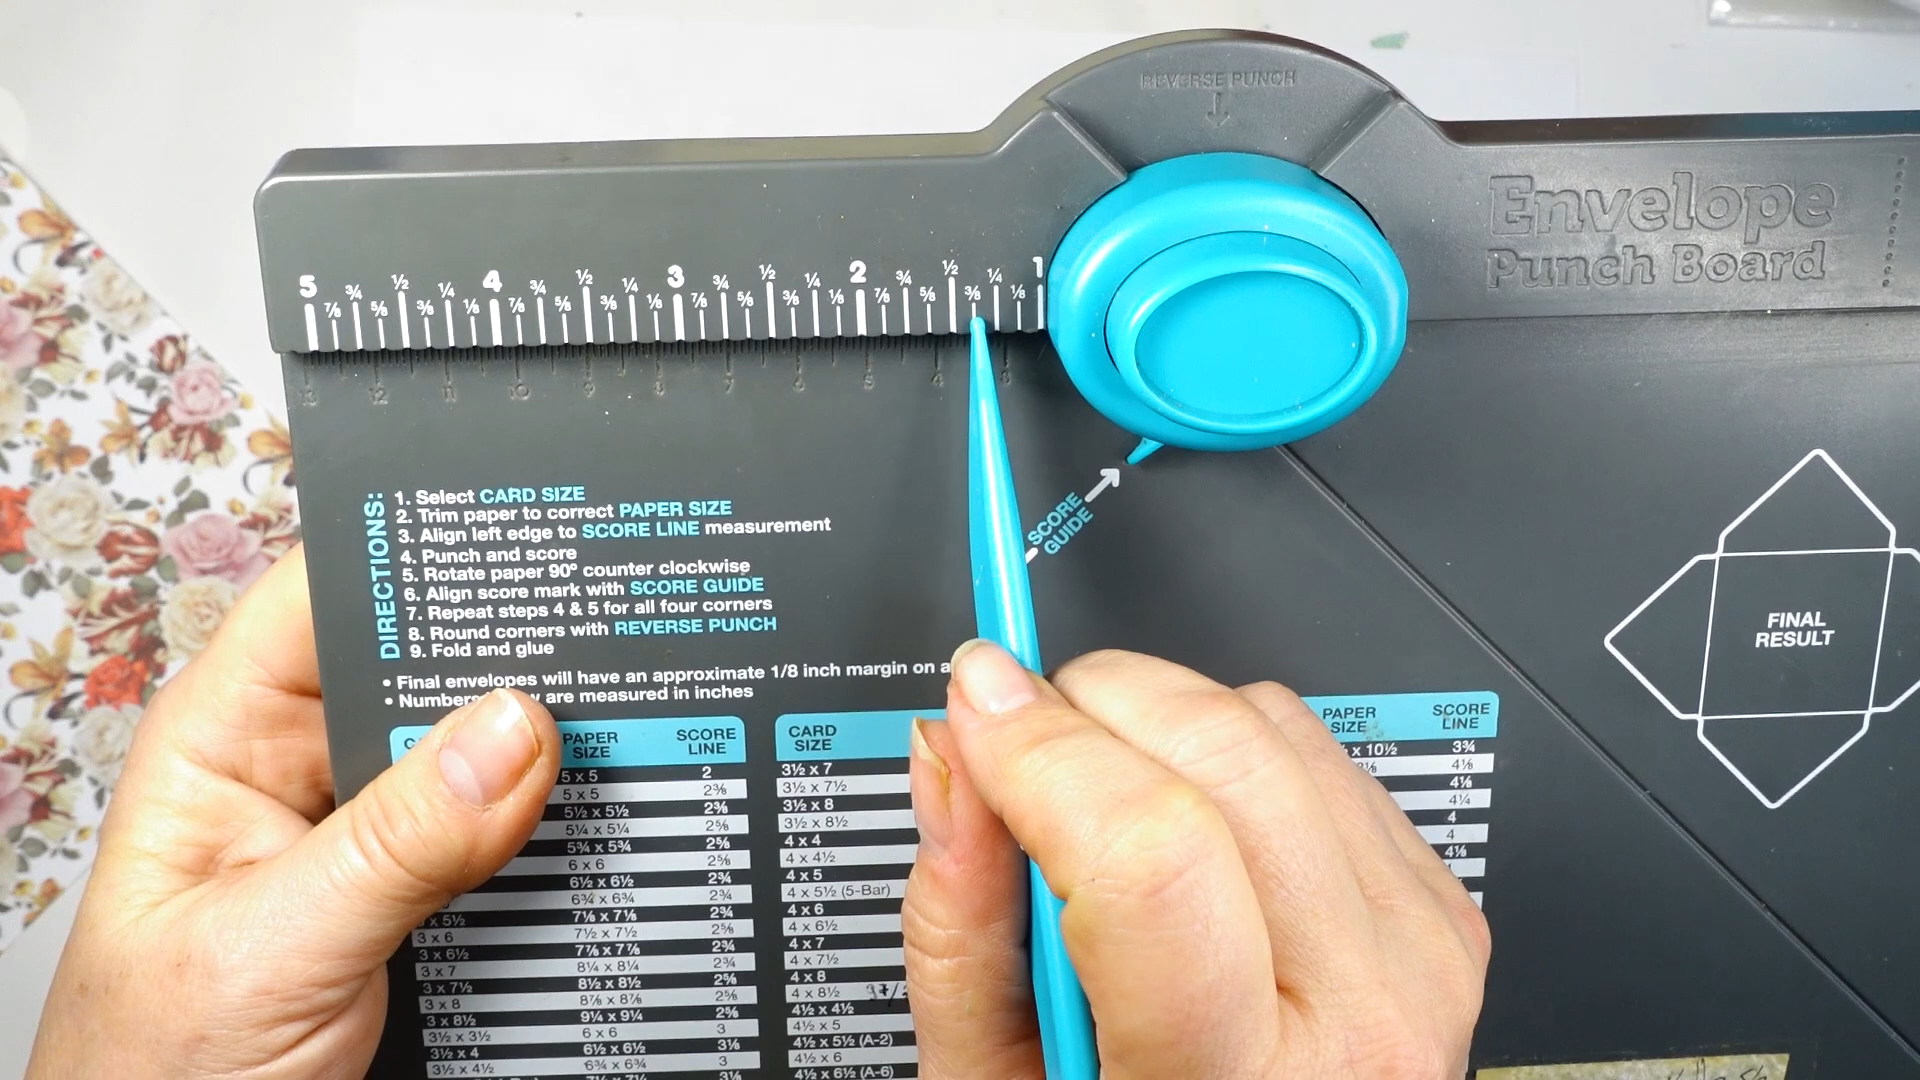 REVERSE PUNCH
Envelope
Punch Board
5 ⅞ ¾ ⅝ ½ ⅜ ¼ ⅛ 4 ⅞ ¾ ⅝ ½ ⅜ ¼ ⅛ 3 ⅞ ¾ ⅝ ½ ⅜ ¼ ⅛ 2 ⅞ ¾ ⅝ ½ ⅜ ¼ ⅛ 1
13 12 11 10 9 8 7 6 5 4 3
SCORE
GUIDE
DIRECTIONS:
1. Select CARD SIZE
2. Trim paper to correct PAPER SIZE
3. Align left edge to SCORE LINE measurement
4. Punch and score
5. Rotate paper 90º counter clockwise
6. Align score mark with SCORE GUIDE
7. Repeat steps 4 & 5 for all four corners
8. Round corners with REVERSE PUNCH
9. Fold and glue
• Final envelopes will have an approximate 1/8 inch margin on
• Numbers are measured in inches
FINAL
RESULT
PAPER
SIZE
SCORE
LINE
5 x 5 2
5 x 5 2⅜
5½ x 5½ 2⅜
5¼ x 5¼ 2⅝
5¾ x 5¾ 2⅝
6 x 6 2⅝
6½ x 6½ 2¾
6¾ x 6¾ 2¾
x 5½ 7⅛ x 7⅛ 2¾
3 x 6 7½ x 7½ 2⅝
3 x 6½ 7⅞ x 7⅞ 2¾
3 x 7 8¼ x 8¼ 2¾
3 x 7½ 8½ x 8½ 2⅝
3 x 8 8⅞ x 8⅞ 2⅝
3 x 8½ 9¼ x 9¼ 2⅝
3½ x 3½ 6 x 6 3
3½ x 4 6½ x 6½ 3⅛
3½ x 4½ 6¾ x 6¾ 3
3⅛
CARD
SIZE
3½ x 7
3½ x 7½
3½ x 8
3½ x 8½
4 x 4
4 x 4½
4 x 5
4 x 5½ (5-Bar)
4 x 6
4 x 6½
4 x 7
4 x 7½
4 x 8
4 x 8½
4½ x 4½
4½ x 5
4½ x 5½ (A-2)
4½ x 6
4½ x 6½ (A-6)
PAPER
SIZE
SCORE
LINE
x 10½ 3¾
4⅛
4⅛
4¼
4
4
4⅛